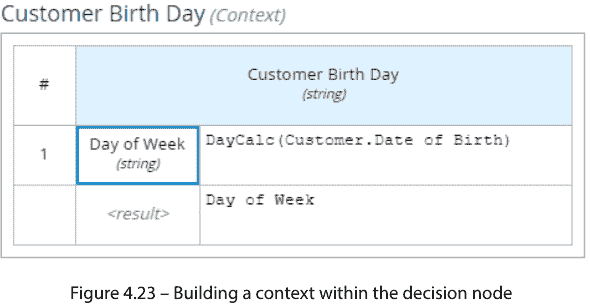 Customer Birth Day (Context)
#
Customer Birth Day
(string)
1
Day of Week
(string)
DayCalc(Customer.Date of Birth)
<result>
Day of Week
Figure 4.23 – Building a context within the decision node